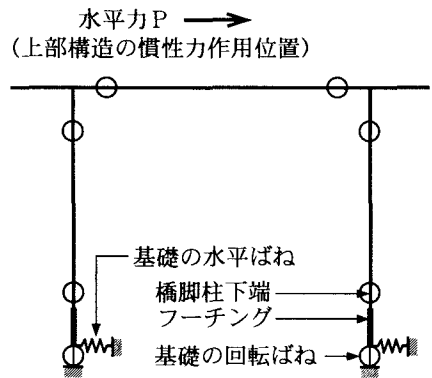 水平力P
(上部構造の慣性力作用位置)
基礎の水平ばね
橋脚柱下端
フーチング
基礎の回転ばね